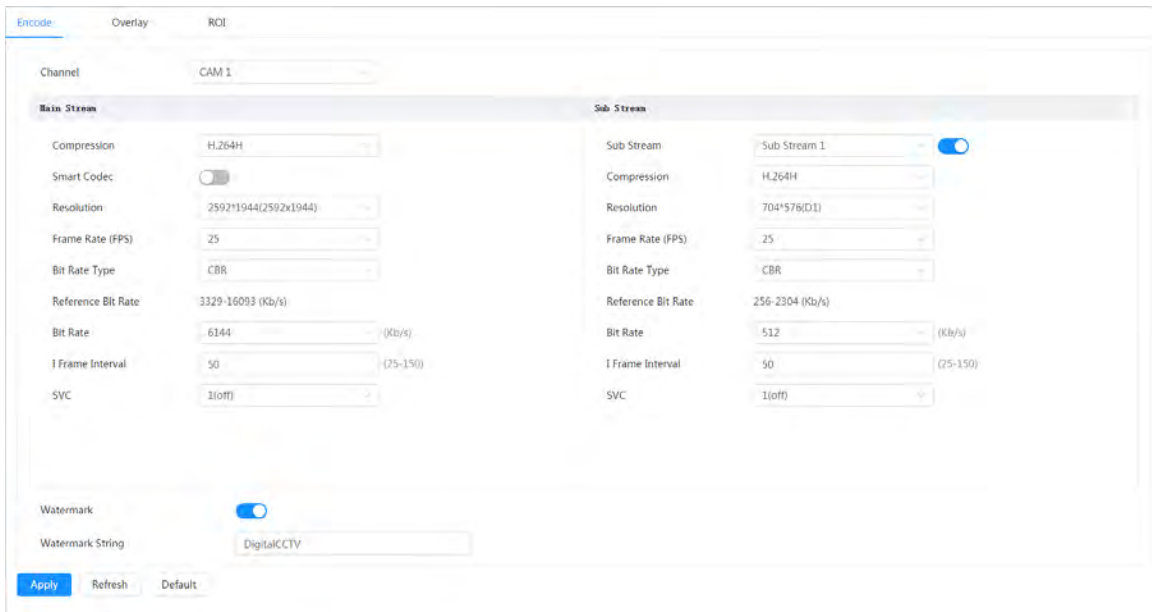 Encode Overlay ROI
Channel CAM 1
Main Stream Sub Stream
Compression H.264H Sub Stream Sub Stream 1
Smart Codec Compression H.264H
Resolution 2592*1944(2592x1944) Resolution 704*576(D1)
Frame Rate (FPS) 25 Frame Rate (FPS) 25
Bit Rate Type CBR Bit Rate Type CBR
Reference Bit Rate 3329-16093 (Kb/s) Reference Bit Rate 256-2304 (Kb/s)
Bit Rate 6144 (Kb/s) Bit Rate 512 (Kb/s)
I Frame Interval 50 (25-150) I Frame Interval 50 (25-150)
SVC 1(off) SVC 1(off)
Watermark
Watermark String DigitalCCTV
Apply Refresh Default